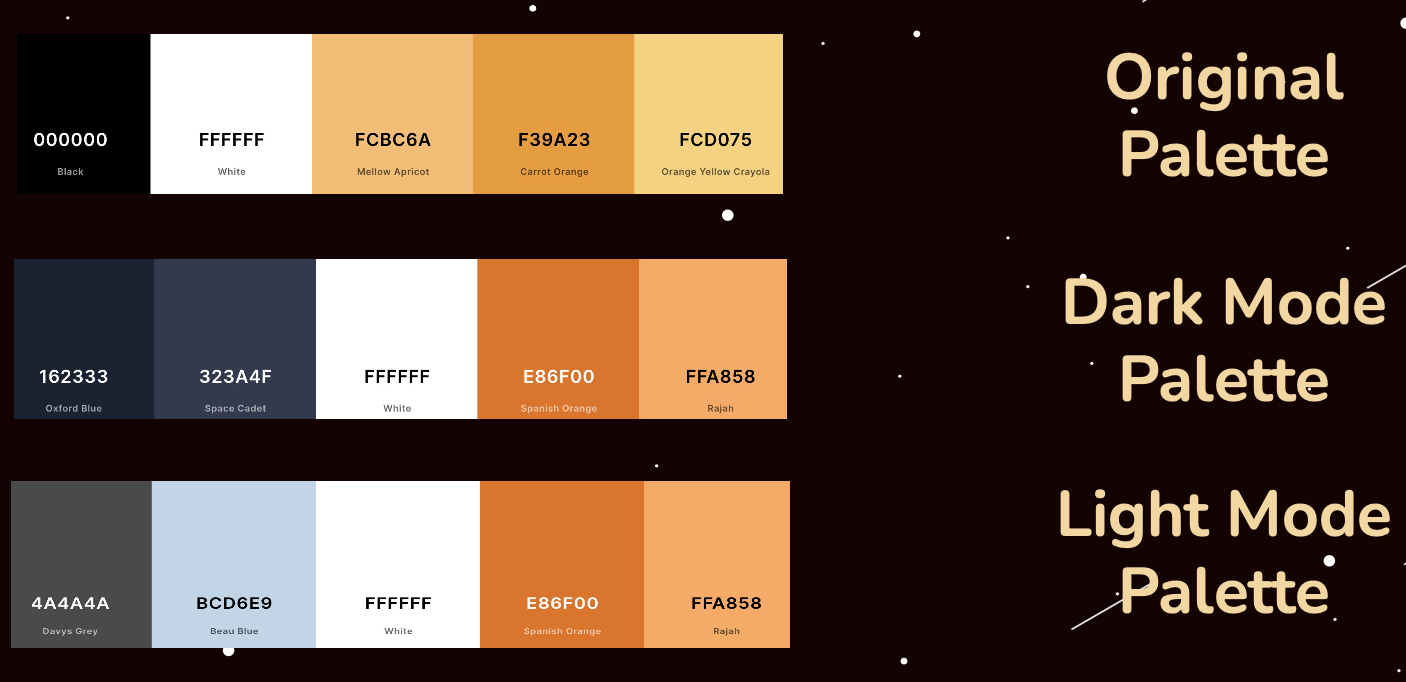 Original
Palette
000000 FFFFFF FCBC6A F39A23 FCD075
Black White Mellow Apricot Carrot Orange Orange Yellow Crayola
Dark Mode
Palette
162333 323A4F FFFFFF E86F00 FFA858
Oxford Blue Space Cadet White Spanish Orange Rajah
Light Mode
Palette
4A4A4A BCD6E9 FFFFFF E86F00 FFA858
Davys Grey Beau Blue White Spanish Orange Rajah